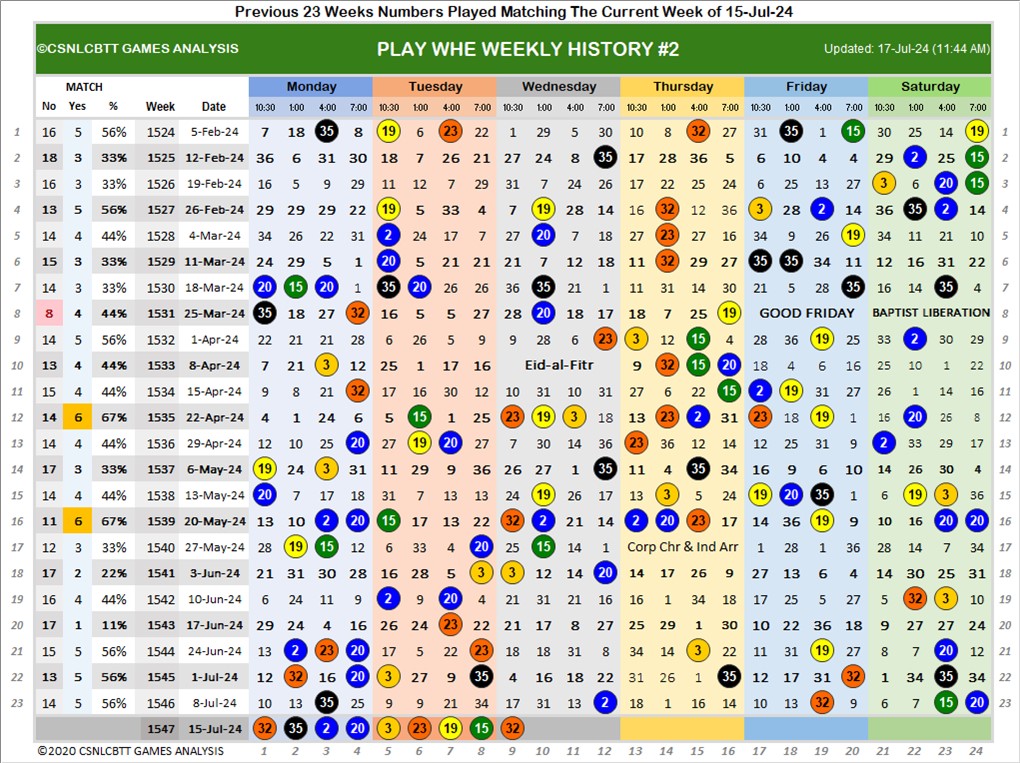 Previous 23 Weeks Numbers Played Matching The Current Week of 15-Jul-24
©CSNLCBTT GAMES ANALYSIS PLAY WHE WEEKLY HISTORY #2 Updated: 17-Jul-24 (11:44 AM)
MATCH Monday Tuesday Wednesday Thursday Friday Saturday
No Yes % Week Date 10:30 1:00 4:00 7:00 10:30 1:00 4:00 7:00 10:30 1:00 4:00 7:00 10:30 1:00 4:00 7:00 10:30 1:00 4:00 7:00 10:30 1:00 4:00 7:00
1 16 5 56% 1524 5-Feb-24 7 18 35 8 19 6 23 22 1 29 5 30 10 8 32 27 31 35 1 15 30 25 14 19 1
2 18 3 33% 1525 12-Feb-24 36 6 31 30 18 7 26 21 27 24 8 35 17 28 36 5 6 10 4 4 29 2 25 15 2
3 16 3 33% 1526 19-Feb-24 16 5 9 29 11 12 7 29 31 7 24 26 17 22 25 24 6 25 13 27 3 6 20 15 3
4 13 5 56% 1527 26-Feb-24 29 29 29 22 19 5 33 4 7 19 28 14 16 32 12 36 3 28 2 14 36 35 2 14 4
5 14 4 44% 1528 4-Mar-24 34 26 22 31 2 24 17 7 27 20 7 18 27 23 27 16 34 9 26 19 34 11 21 10 5
6 15 3 33% 1529 11-Mar-24 24 29 5 1 20 5 21 21 21 7 12 18 11 32 29 27 35 35 34 11 12 16 31 22 6
7 14 3 33% 1530 18-Mar-24 20 15 20 1 35 20 26 26 36 35 21 1 11 31 14 30 21 5 28 35 16 14 35 4 7
8 8 4 44% 1531 25-Mar-24 35 18 27 32 16 5 5 27 28 20 18 17 18 7 25 19 GOOD FRIDAY BAPTIST LIBERATION 8
9 14 5 56% 1532 1-Apr-24 22 21 21 28 6 26 5 9 9 28 6 23 3 12 15 4 28 36 19 25 33 2 30 29 9
10 13 4 44% 1533 8-Apr-24 7 21 3 12 25 1 17 16 Eid-al-Fitr 9 32 15 20 18 4 6 16 25 10 1 22 10
11 14 4 44% 1534 15-Apr-24 9 8 21 32 17 16 30 12 10 31 10 31 27 6 22 15 2 19 31 27 26 1 14 16 11
12 14 6 67% 1535 22-Apr-24 4 1 24 6 5 15 1 25 23 19 3 18 13 23 2 31 23 18 19 1 16 20 26 8 12
13 14 4 44% 1536 29-Apr-24 12 10 25 20 27 19 20 27 7 30 14 36 23 36 12 14 12 25 31 9 2 33 29 17 13
14 17 3 33% 1537 6-May-24 19 24 3 31 11 29 9 36 26 27 1 35 11 4 35 34 16 9 6 10 14 26 30 4 14
15 14 4 44% 1538 13-May-24 20 7 17 18 31 7 13 13 24 19 26 17 13 3 5 24 19 20 35 1 6 19 3 36 15
16 11 6 67% 1539 20-May-24 13 10 2 20 15 17 13 22 32 2 21 14 2 20 23 17 14 36 19 9 10 16 20 20 16
17 12 3 33% 1540 27-May-24 28 19 15 12 6 33 4 20 25 15 14 1 Corp Chr & Ind Arr 1 28 1 36 28 14 7 34 17
18 17 2 22% 1541 3-Jun-24 21 31 30 28 16 28 5 3 3 12 14 20 14 17 26 9 27 13 6 4 14 30 25 31 18
19 16 4 44% 1542 10-Jun-24 6 24 11 9 2 9 20 4 21 31 21 16 16 1 34 18 17 25 25 27 5 32 3 10 19
20 17 1 11% 1543 17-Jun-24 29 24 4 16 26 24 23 22 21 17 8 27 25 29 1 30 10 22 36 18 9 27 27 24 20
21 15 5 56% 1544 24-Jun-24 13 2 23 20 17 5 22 23 18 18 31 8 34 14 3 22 31 11 19 27 8 7 20 12 21
22 13 5 56% 1545 1-Jul-24 12 32 16 20 3 27 9 35 4 16 18 22 31 26 1 35 12 17 31 32 1 34 35 34 22
23 14 5 56% 1546 8-Jul-24 10 13 35 25 9 9 21 34 17 31 13 2 18 1 16 14 10 13 32 9 6 7 15 20 23
1547 15-Jul-24 32 35 2 20 3 23 19 15 32
©2020 CSNLCBTT GAMES ANALYSIS 1 2 3 4 5 6 7 8 9 10 11 12 13 14 15 16 17 18 19 20 21 22 23 24